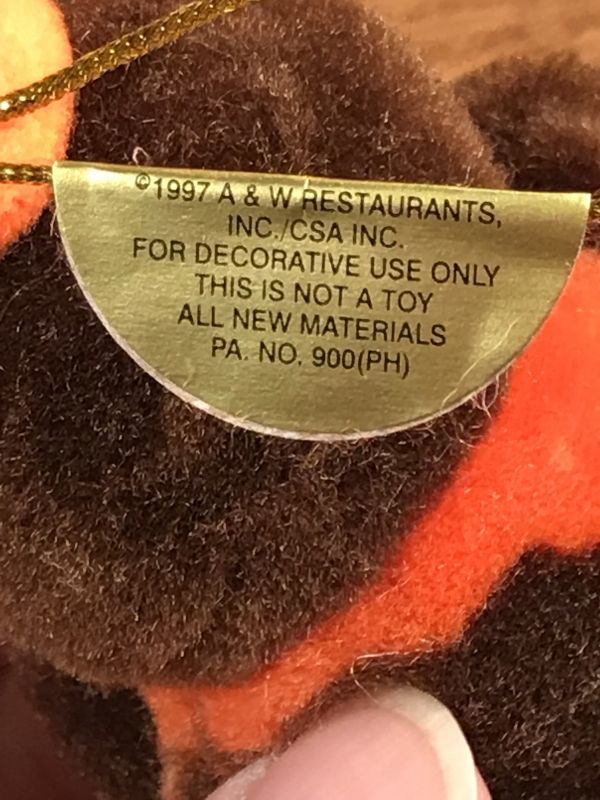 ©1997 A & W RESTAURANTS,
INC./CSA INC.
FOR DECORATIVE USE ONLY
THIS IS NOT A TOY
ALL NEW MATERIALS
PA. NO. 900(PH)